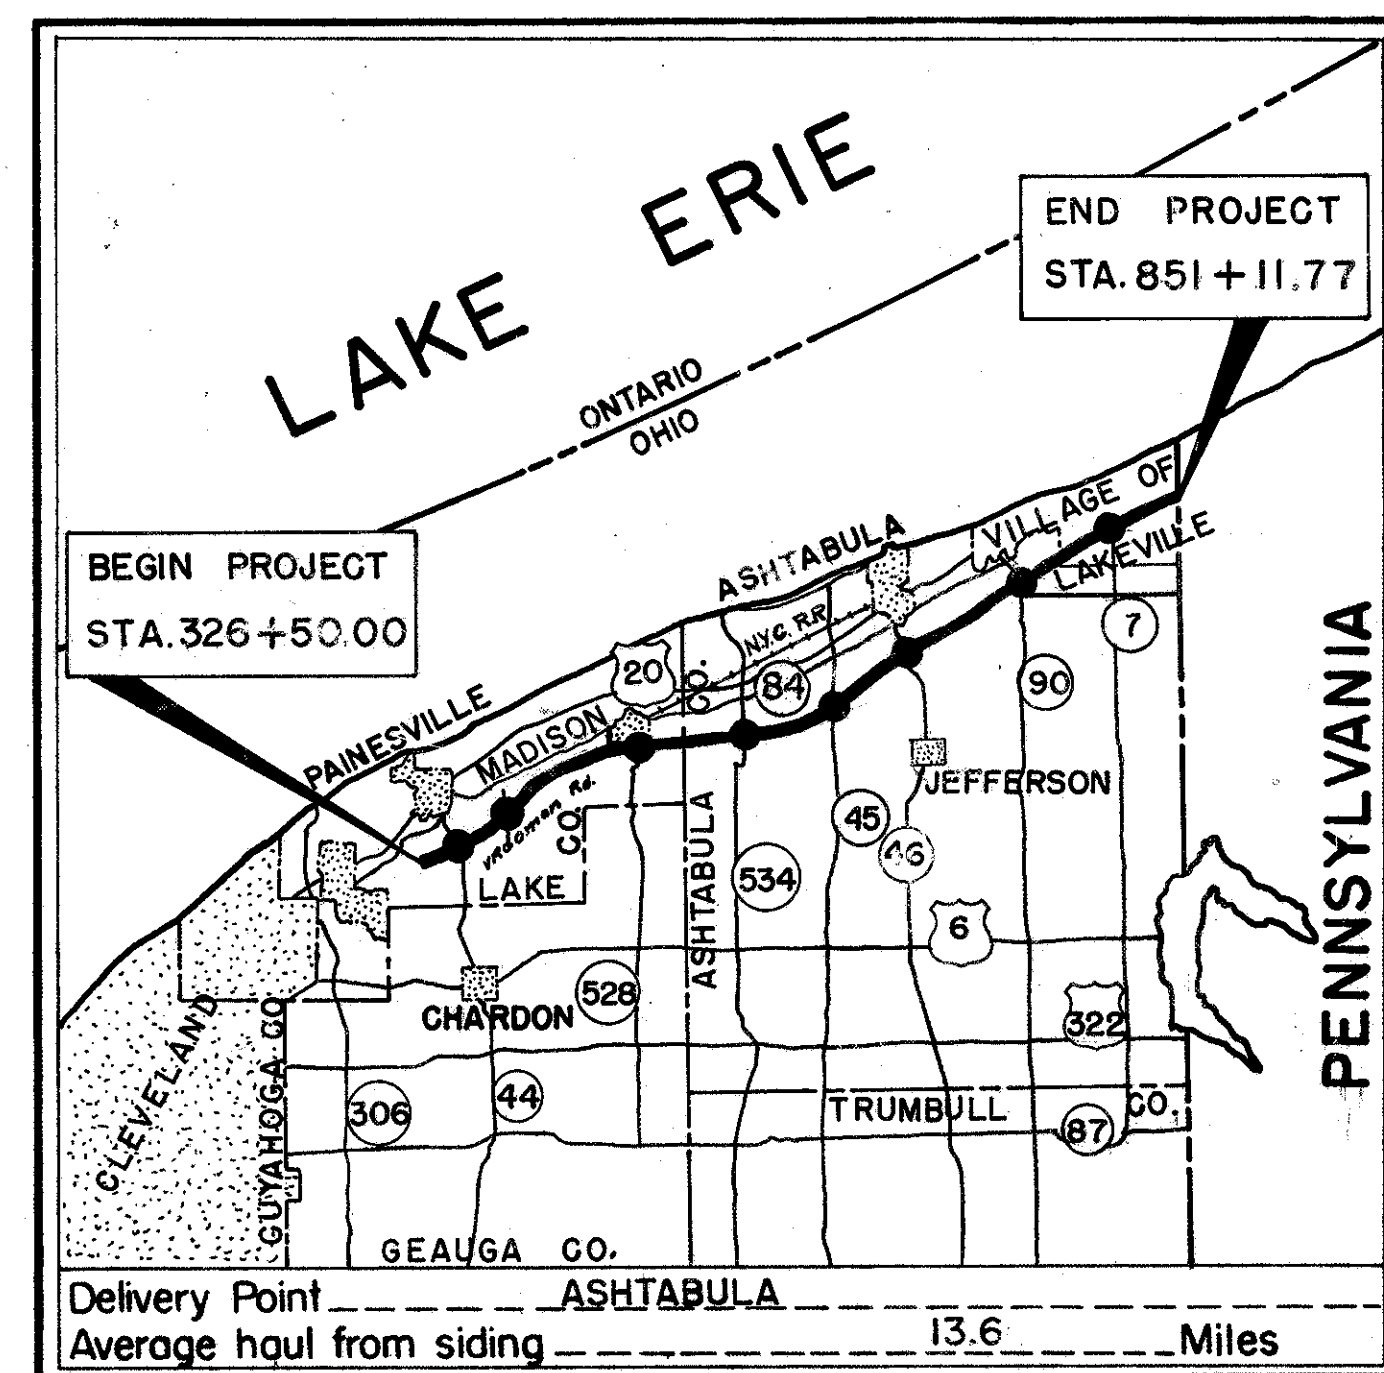 LAKE ERIE
END PROJECT
STA. 851+11.77
ONTARIO
OHIO
BEGIN PROJECT
STA. 326+50.00
ASHTABULA
VILLAGE OF
LAKEVILLE
N.Y.C. R.R.
20
CO.
84
7
90
PAINESVILLE
MADISON
JEFFERSON
Vrooman Rd.
CO.
LAKE
ASHTABULA
534
45
46
6
PENNSYLVANIA
CHARDON
528
322
CLEVELAND
CUYAHOGA CO
306
44
TRUMBULL CO.
87
GEAUGA CO.
Delivery Point ASHTABULA
Average haul from siding 13.6 Miles